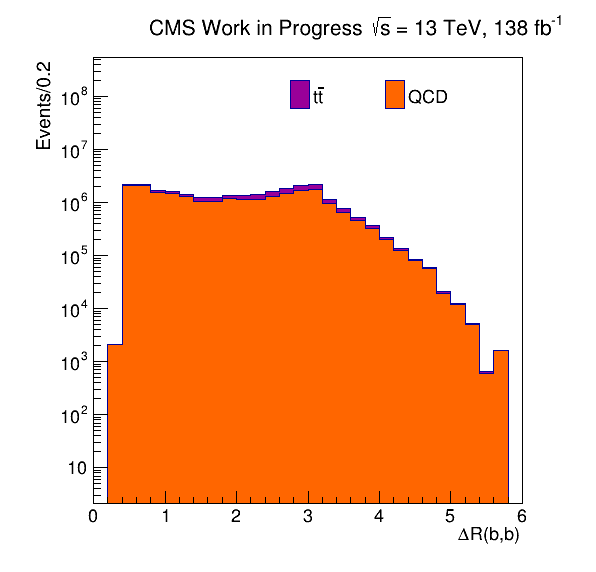 CMS Work in Progress √s = 13 TeV, 138 fb⁻¹
Events/0.2
tt̄ QCD
10⁸
10⁷
10⁶
10⁵
10⁴
10³
10²
10
0 1 2 3 4 5 6
ΔR(b,b)